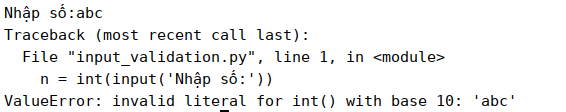 Nhập số:abc
Traceback (most recent call last):
  File "input_validation.py", line 1, in <module>
    n = int(input('Nhập số:'))
ValueError: invalid literal for int() with base 10: 'abc'